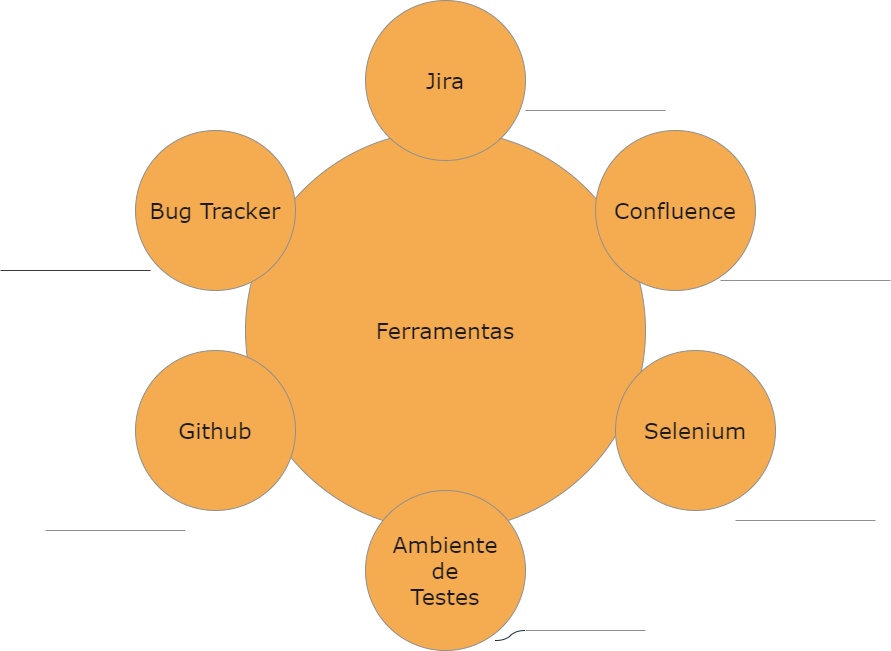 Jira
Bug Tracker
Confluence
Ferramentas
Github
Selenium
Ambiente
de
Testes